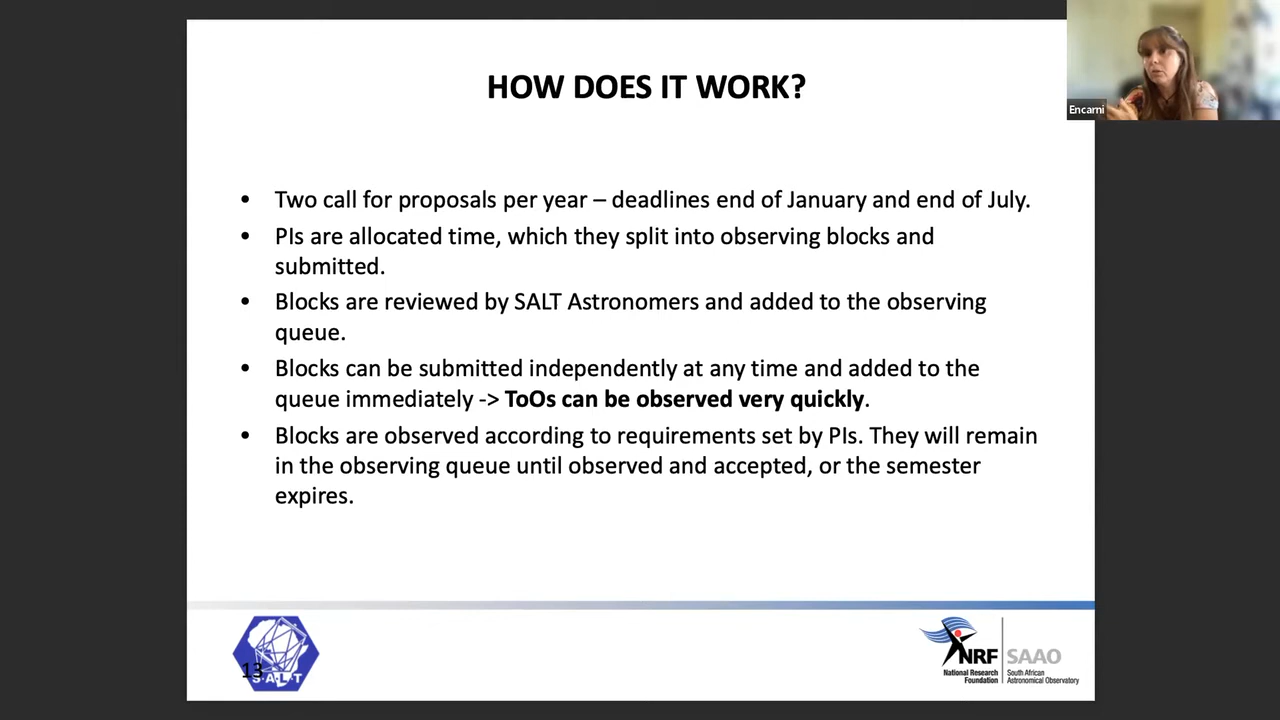 HOW DOES IT WORK?
Encarni
• Two call for proposals per year – deadlines end of January and end of July.
• PIs are allocated time, which they split into observing blocks and
submitted.
• Blocks are reviewed by SALT Astronomers and added to the observing
queue.
• Blocks can be submitted independently at any time and added to the
queue immediately -> ToOs can be observed very quickly.
• Blocks are observed according to requirements set by PIs. They will remain
in the observing queue until observed and accepted, or the semester
expires.
13
SALT
NRF
National Research
Foundation
SAAO
South African
Astronomical Observatory